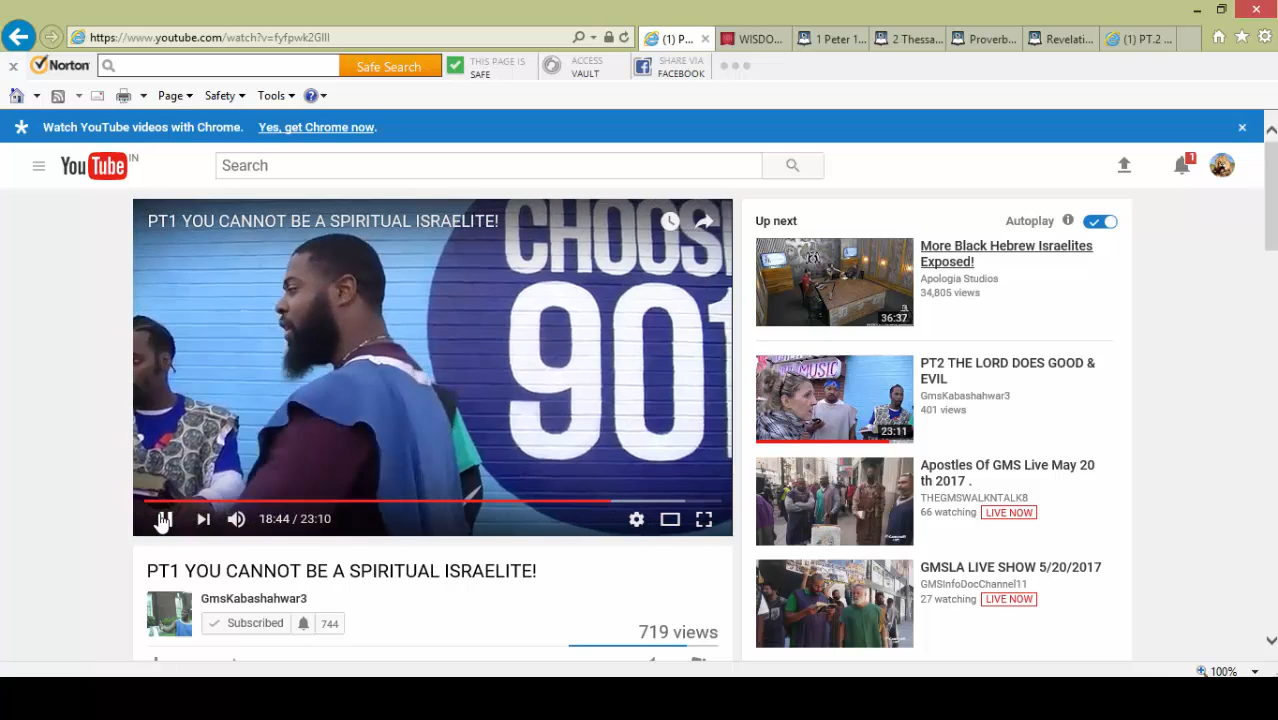 https://www.youtube.com/watch?v=fyfpwk2GlII
(1) P...
WISDO...
1 Peter 1...
2 Thessa...
Proverb...
Revelati...
(1) PT.2 ...
Norton
Safe Search
THIS PAGE IS
SAFE
ACCESS
VAULT
SHARE VIA
FACEBOOK
Page
Safety
Tools
Watch YouTube videos with Chrome. Yes, get Chrome now.
YouTube IN
Search
1
PT1 YOU CANNOT BE A SPIRITUAL ISRAELITE!
CHOOS
901
18:44 / 23:10
PT1 YOU CANNOT BE A SPIRITUAL ISRAELITE!
GmsKabashahwar3
Subscribed 744
719 views
Up next
Autoplay
More Black Hebrew Israelites
Exposed!
Apologia Studios
34,805 views
36:37
PT2 THE LORD DOES GOOD &
EVIL
GmsKabashahwar3
401 views
THE MUSIC
23:11
Apostles Of GMS Live May 20
th 2017 .
THEGMSWALKNTALK8
66 watching LIVE NOW
GMSLA LIVE SHOW 5/20/2017
GMSInfoDocChannel11
27 watching LIVE NOW
100%